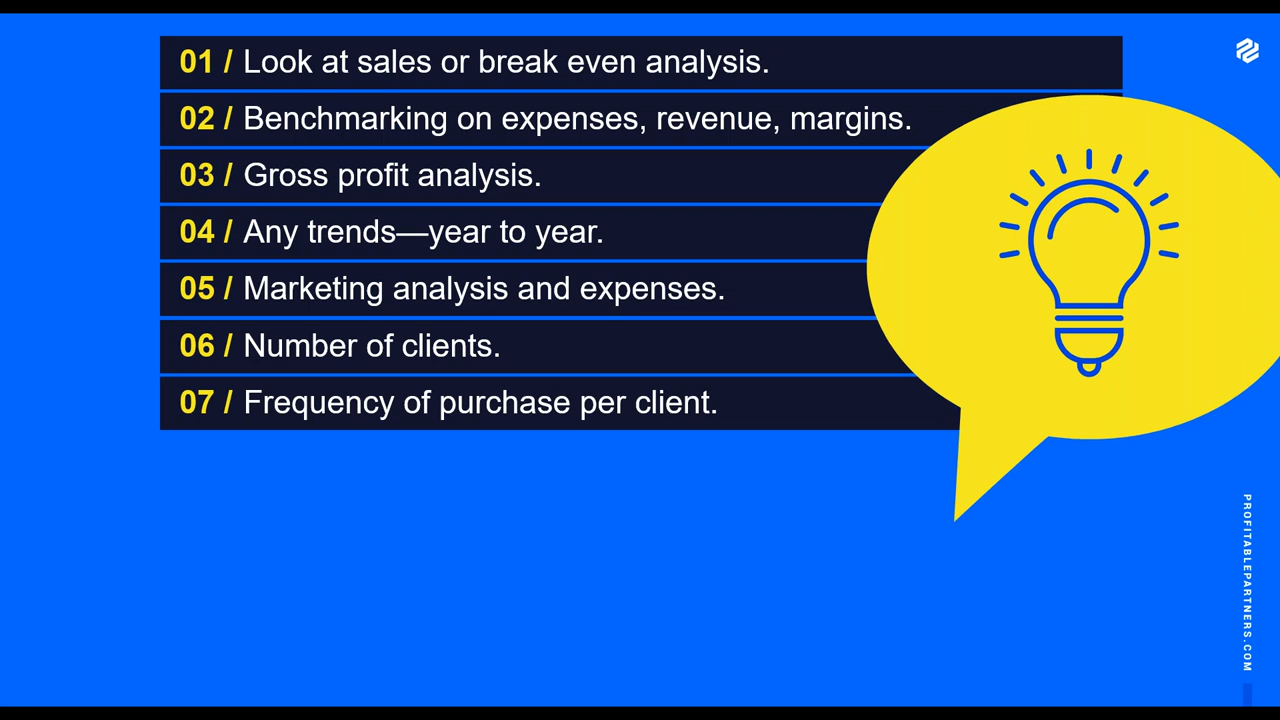 01 / Look at sales or break even analysis.
02 / Benchmarking on expenses, revenue, margins.
03 / Gross profit analysis.
04 / Any trends—year to year.
05 / Marketing analysis and expenses.
06 / Number of clients.
07 / Frequency of purchase per client.
PROFITABLEPARTNERS.COM